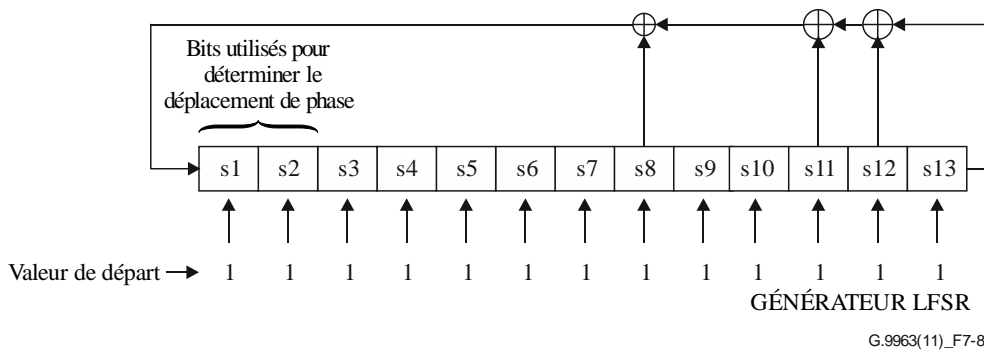 Bits utilisés pour
déterminer le
déplacement de phase
s1 s2 s3 s4 s5 s6 s7 s8 s9 s10 s11 s12 s13
Valeur de départ 1 1 1 1 1 1 1 1 1 1 1 1 1
GÉNÉRATEUR LFSR
G.9963(11)_F7-8